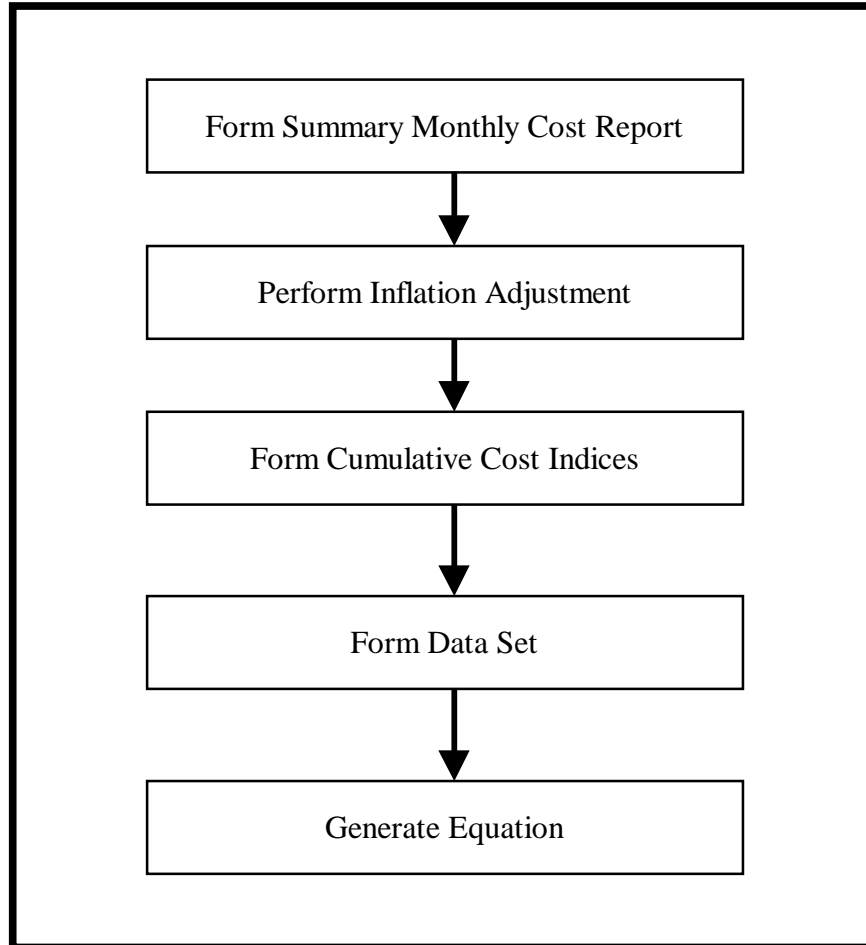 Form Summary Monthly Cost Report
Perform Inflation Adjustment
Form Cumulative Cost Indices
Form Data Set
Generate Equation